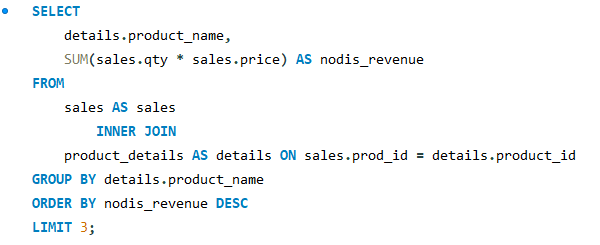 SELECT
details.product_name,
SUM(sales.qty * sales.price) AS nodis_revenue
FROM
sales AS sales
INNER JOIN
product_details AS details ON sales.prod_id = details.product_id
GROUP BY details.product_name
ORDER BY nodis_revenue DESC
LIMIT 3;